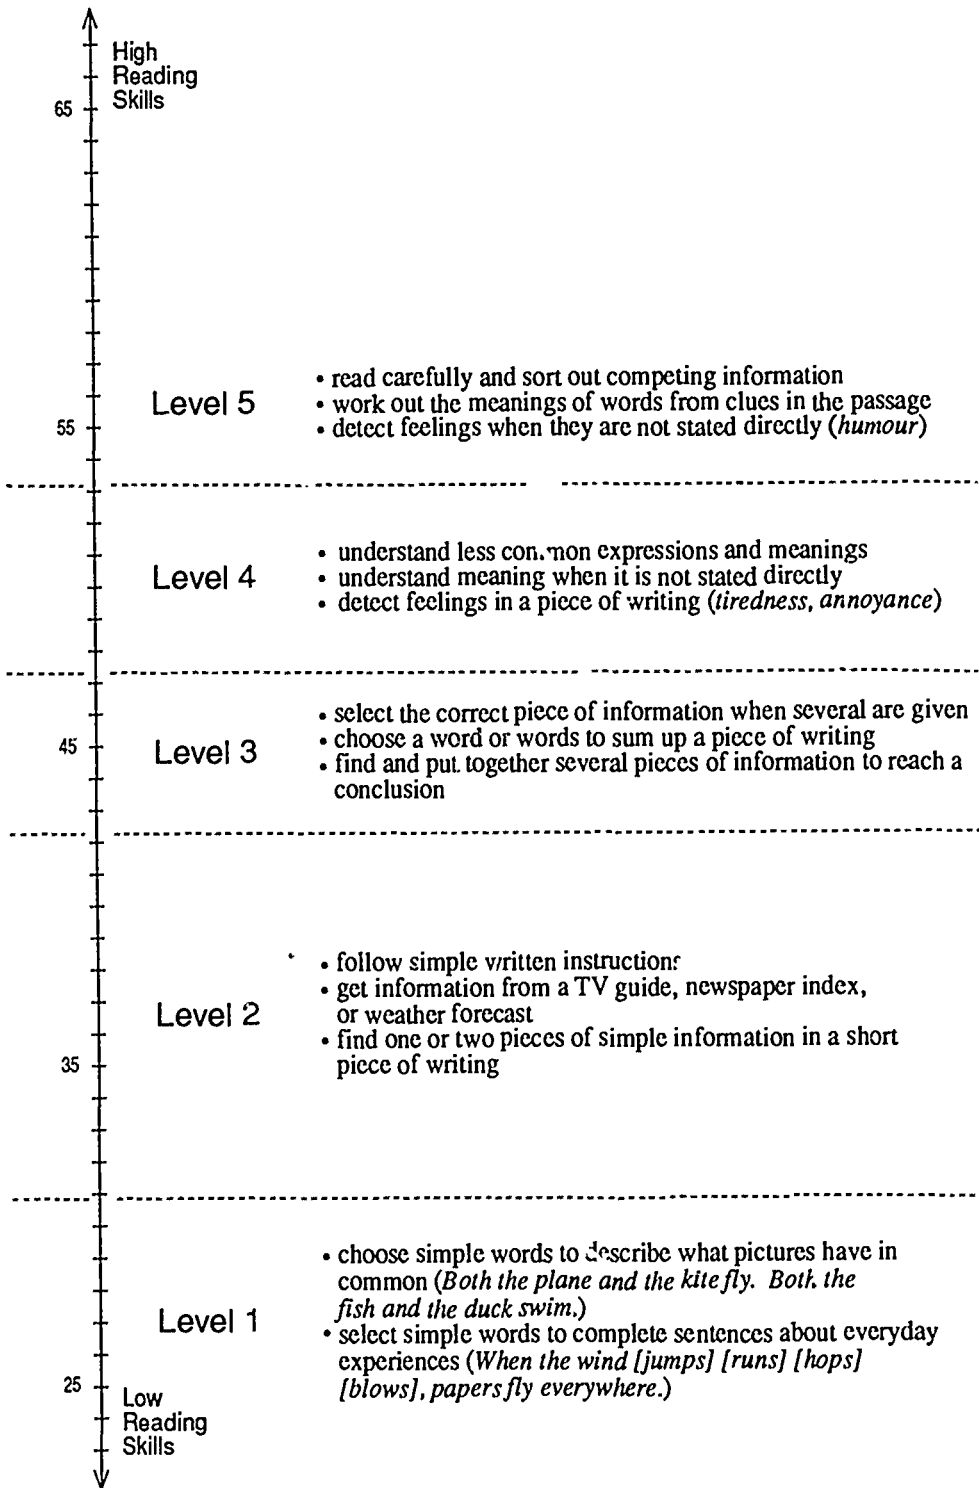 High
Reading
Skills
65
Level 5
• read carefully and sort out competing information
• work out the meanings of words from clues in the passage
• detect feelings when they are not stated directly (humour)
55
Level 4
• understand less common expressions and meanings
• understand meaning when it is not stated directly
• detect feelings in a piece of writing (tiredness, annoyance)
Level 3
• select the correct piece of information when several are given
• choose a word or words to sum up a piece of writing
• find and put together several pieces of information to reach a
conclusion
45
Level 2
• follow simple written instructions
• get information from a TV guide, newspaper index,
or weather forecast
• find one or two pieces of simple information in a short
piece of writing
35
Level 1
• choose simple words to describe what pictures have in
common (Both the plane and the kite fly. Both the
fish and the duck swim.)
• select simple words to complete sentences about everyday
experiences (When the wind [jumps] [runs] [hops]
[blows], papers fly everywhere.)
25
Low
Reading
Skills